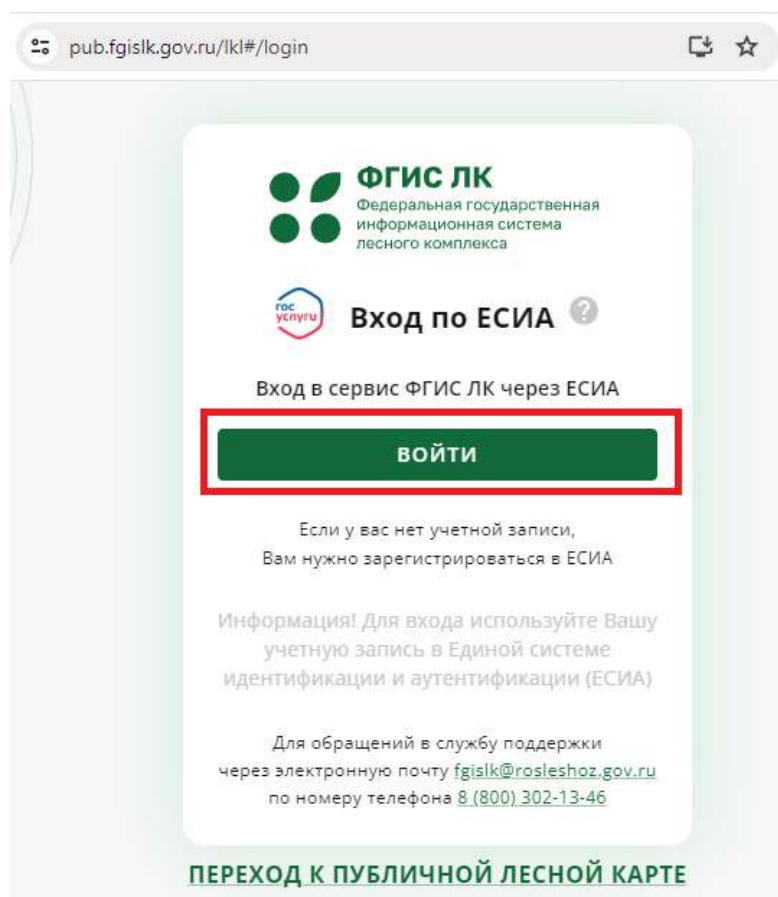 pub.fgislk.gov.ru/lkl#/login
ФГИС ЛК
Федеральная государственная
информационная система
лесного комплекса
гос
услуги
Вход по ЕСИА ?
Вход в сервис ФГИС ЛК через ЕСИА
ВОЙТИ
Если у вас нет учетной записи,
Вам нужно зарегистрироваться в ЕСИА
Информация! Для входа используйте Вашу
учетную запись в Единой системе
идентификации и аутентификации (ЕСИА)
Для обращений в службу поддержки
через электронную почту fgislk@rosleshoz.gov.ru
по номеру телефона 8 (800) 302-13-46
ПЕРЕХОД К ПУБЛИЧНОЙ ЛЕСНОЙ КАРТЕ